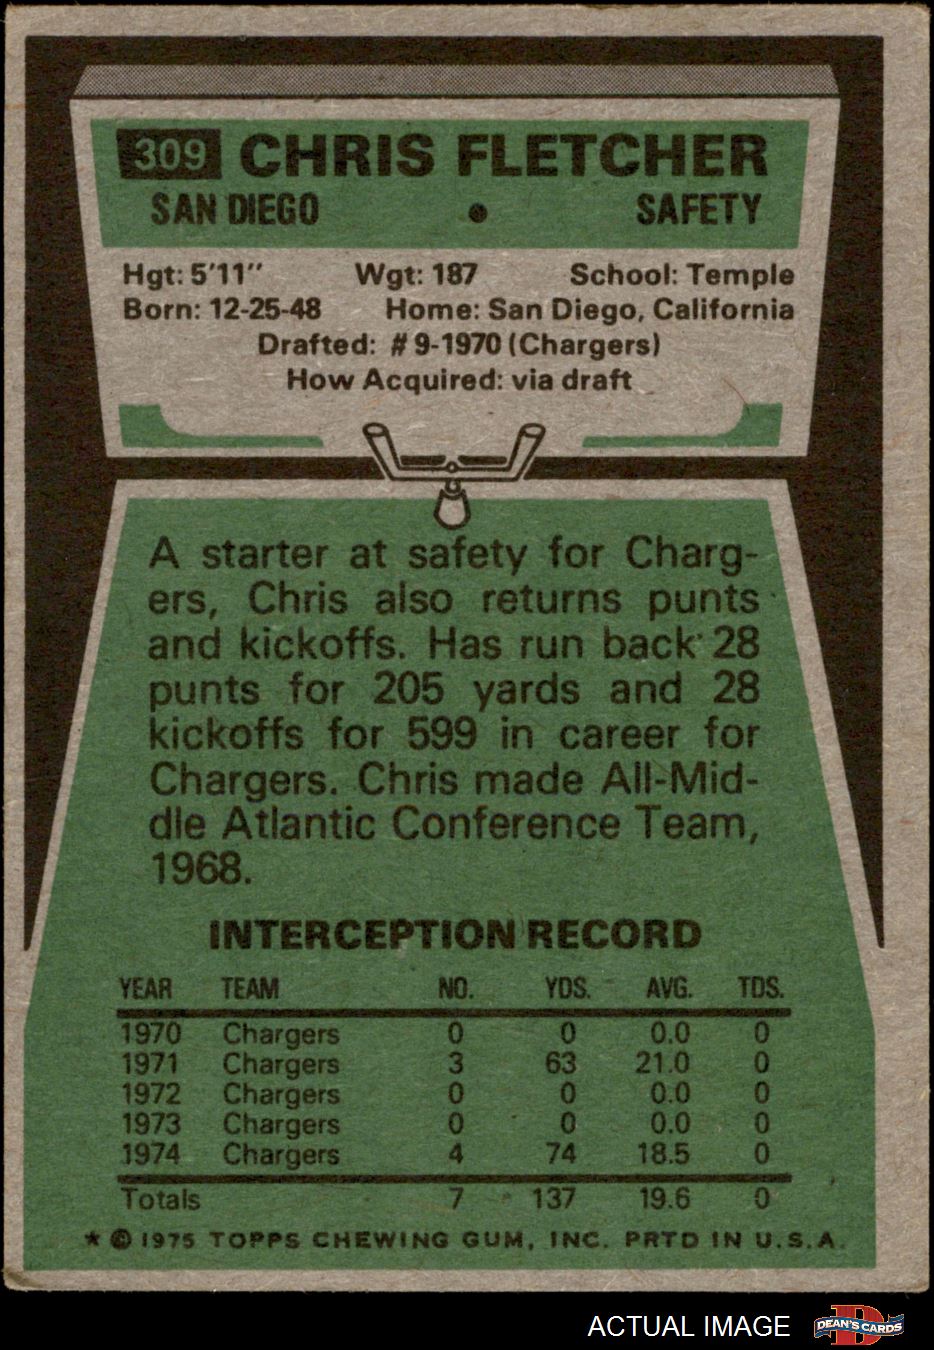 309 CHRIS FLETCHER
SAN DIEGO • SAFETY
Hgt: 5'11" Wgt: 187 School: Temple
Born: 12-25-48 Home: San Diego, California
Drafted: #9-1970 (Chargers)
How Acquired: via draft
A starter at safety for Charg-
ers, Chris also returns punts
and kickoffs. Has run back 28
punts for 205 yards and 28
kickoffs for 599 in career for
Chargers. Chris made All-Mid-
dle Atlantic Conference Team,
1968.
INTERCEPTION RECORD
YEAR TEAM NO. YDS. AVG. TDS.
1970 Chargers 0 0 0.0 0
1971 Chargers 3 63 21.0 0
1972 Chargers 0 0 0.0 0
1973 Chargers 0 0 0.0 0
1974 Chargers 4 74 18.5 0
Totals 7 137 19.6 0
★ © 1975 TOPPS CHEWING GUM, INC. PRTD IN U.S.A.
ACTUAL IMAGE
D
DEAN'S CARDS